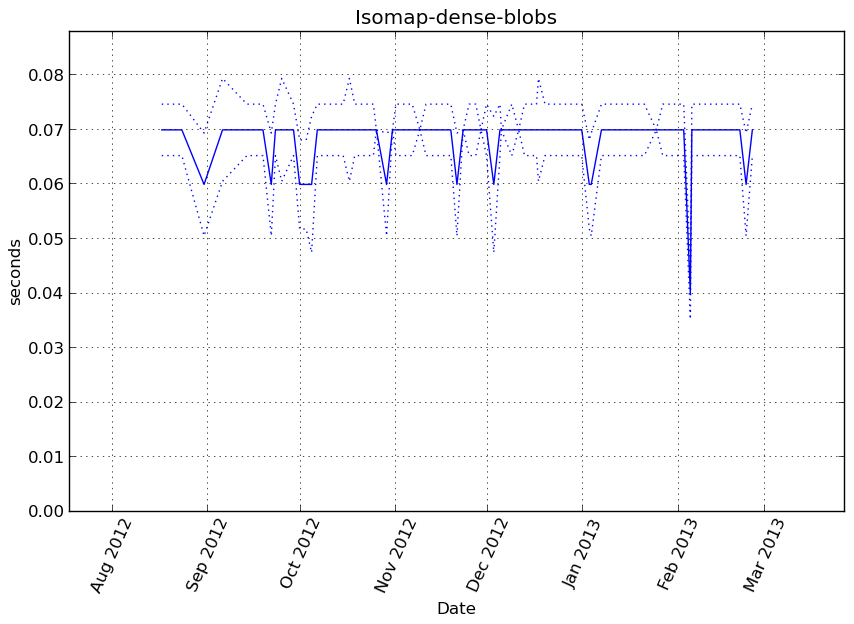 Isomap-dense-blobs
0.08
0.07
0.06
0.05
0.04
0.03
0.02
0.01
0.00
seconds
Aug 2012
Sep 2012
Oct 2012
Nov 2012
Dec 2012
Jan 2013
Feb 2013
Mar 2013
Date